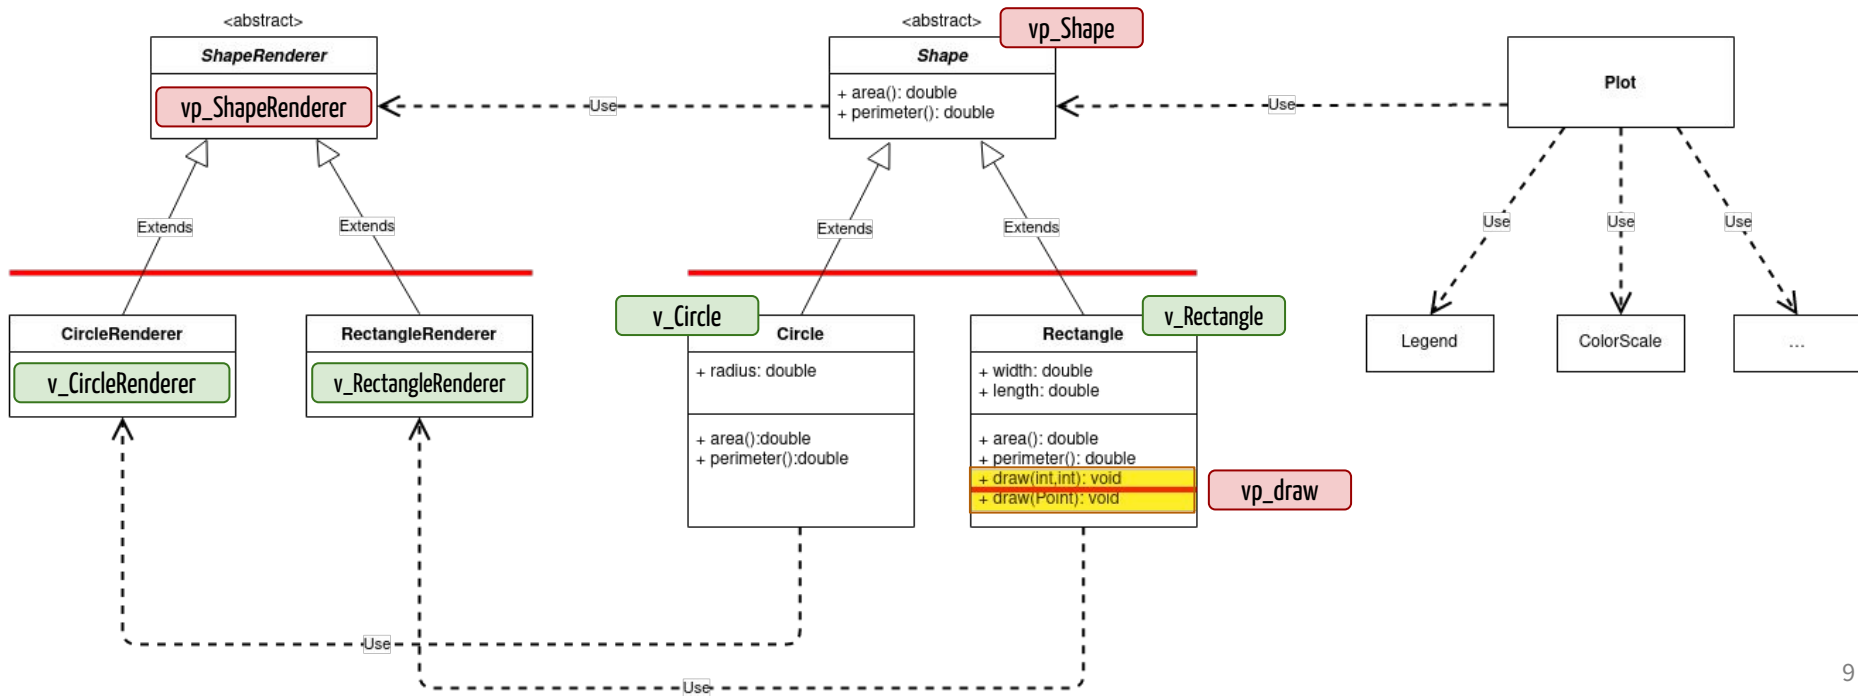 <abstract>
ShapeRenderer
vp_ShapeRenderer
Use
<abstract>
vp_Shape
Shape
+ area(): double
+ perimeter(): double
Use
Plot
Extends
Extends
Extends
Extends
Use
Use
Use
CircleRenderer
v_CircleRenderer
RectangleRenderer
v_RectangleRenderer
v_Circle
Circle
+ radius: double
+ area():double
+ perimeter():double
v_Rectangle
Rectangle
+ width: double
+ length: double
+ area(): double
+ perimeter(): double
+ draw(int,int): void
+ draw(Point): void
vp_draw
Legend
ColorScale
...
Use
Use
9